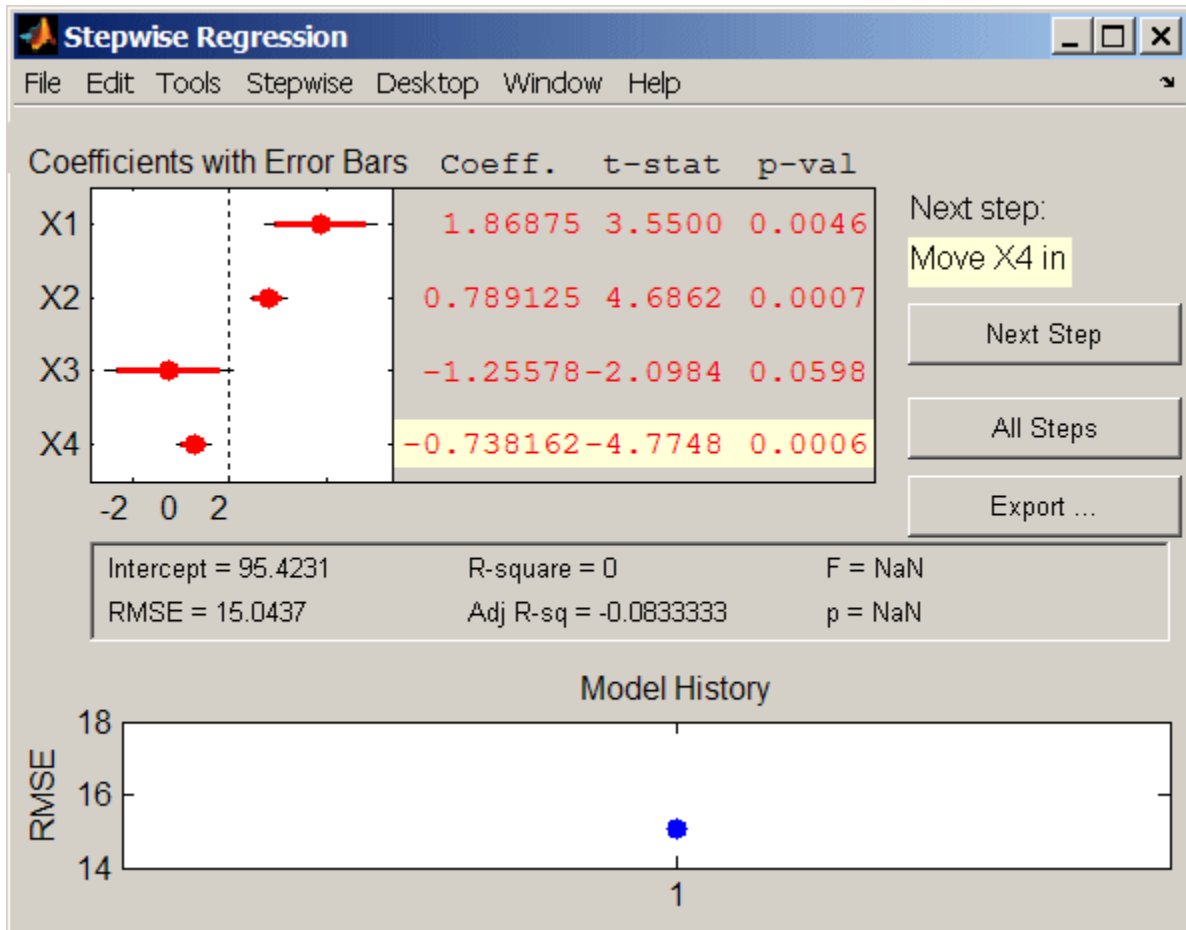 Stepwise Regression
File Edit Tools Stepwise Desktop Window Help
Coefficients with Error Bars Coeff. t-stat p-val
X1 1.86875 3.5500 0.0046
X2 0.789125 4.6862 0.0007
X3 -1.25578 -2.0984 0.0598
X4 -0.738162 -4.7748 0.0006
-2 0 2
Next step:
Move X4 in
Next Step
All Steps
Export ...
Intercept = 95.4231 R-square = 0 F = NaN
RMSE = 15.0437 Adj R-sq = -0.0833333 p = NaN
Model History
18
16
14
RMSE
1